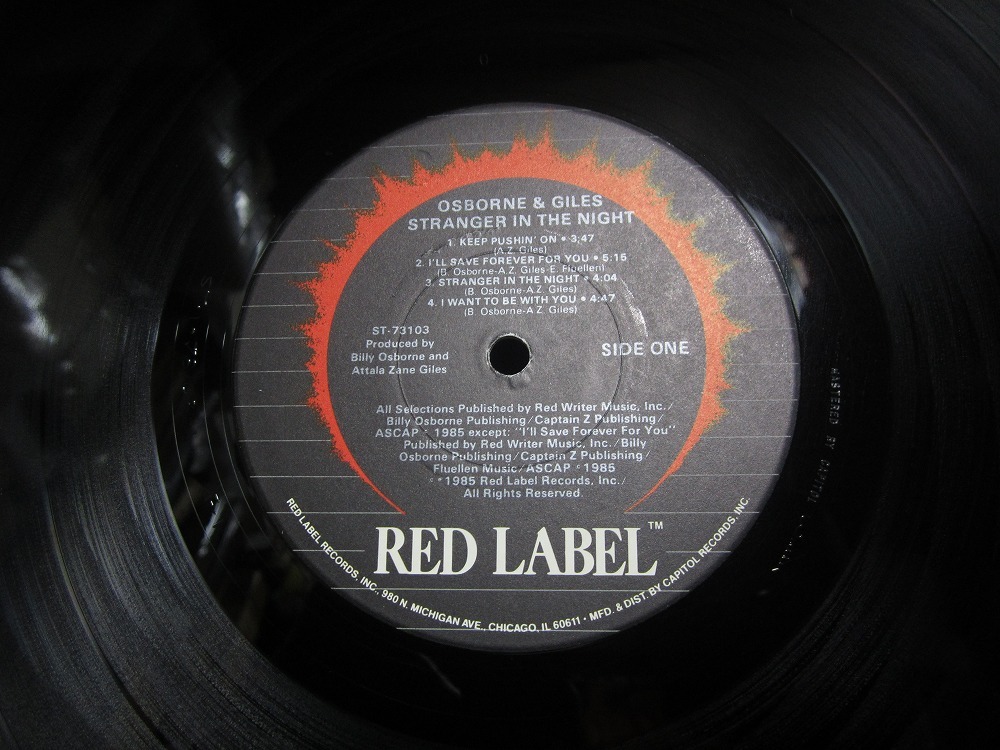 OSBORNE & GILES
STRANGER IN THE NIGHT
1. KEEP PUSHIN' ON • 3:47
(A.Z. Giles)
2. I'LL SAVE FOREVER FOR YOU • 5:15
(B. Osborne-A.Z. Giles-E. Fluellen)
3. STRANGER IN THE NIGHT • 4:04
(B. Osborne-A.Z. Giles)
4. I WANT TO BE WITH YOU • 4:47
(B. Osborne-A.Z. Giles)
ST-73103
Produced by
Billy Osborne and
Attala Zane Giles
SIDE ONE
All Selections Published by Red Writer Music, Inc./
Billy Osborne Publishing/Captain Z Publishing/
ASCAP © 1985 except: "I'll Save Forever For You"
Published by Red Writer Music, Inc./Billy
Osborne Publishing/Captain Z Publishing/
Fluellen Music/ASCAP ©1985
℗©1985 Red Label Records, Inc./
All Rights Reserved.
RED LABEL™
RED LABEL RECORDS, INC., 980 N. MICHIGAN AVE., CHICAGO, IL 60611 • MFD. & DIST. BY CAPITOL RECORDS, INC.
MASTERED BY CAPITOL